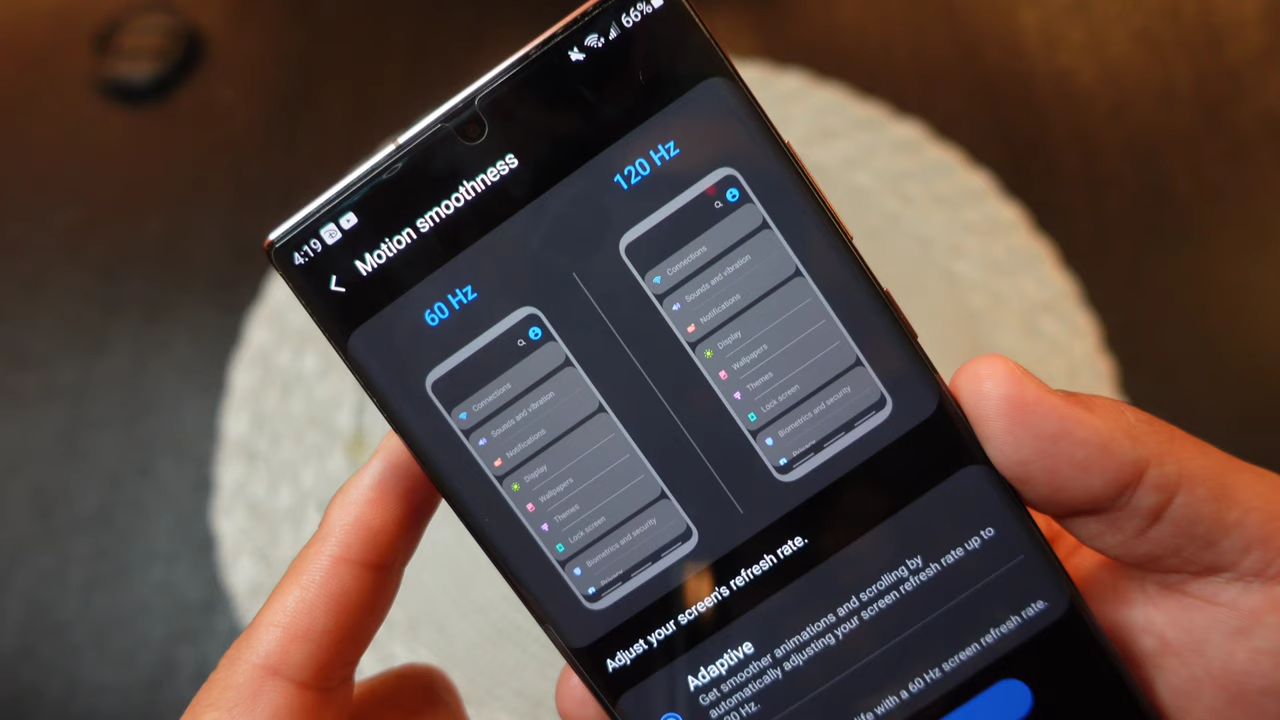 4:19
66%
Motion smoothness
60 Hz
Connections
Sounds and vibration
Notifications
Display
Wallpapers
Themes
Lock screen
Biometrics and security
120 Hz
Connections
Sounds and vibration
Notifications
Display
Wallpapers
Themes
Lock screen
Biometrics and security
Adjust your screen's refresh rate.
Adaptive
Get smoother animations and scrolling by
automatically adjusting your screen refresh rate up to
20 Hz.
life with a 60 Hz screen refresh rate.